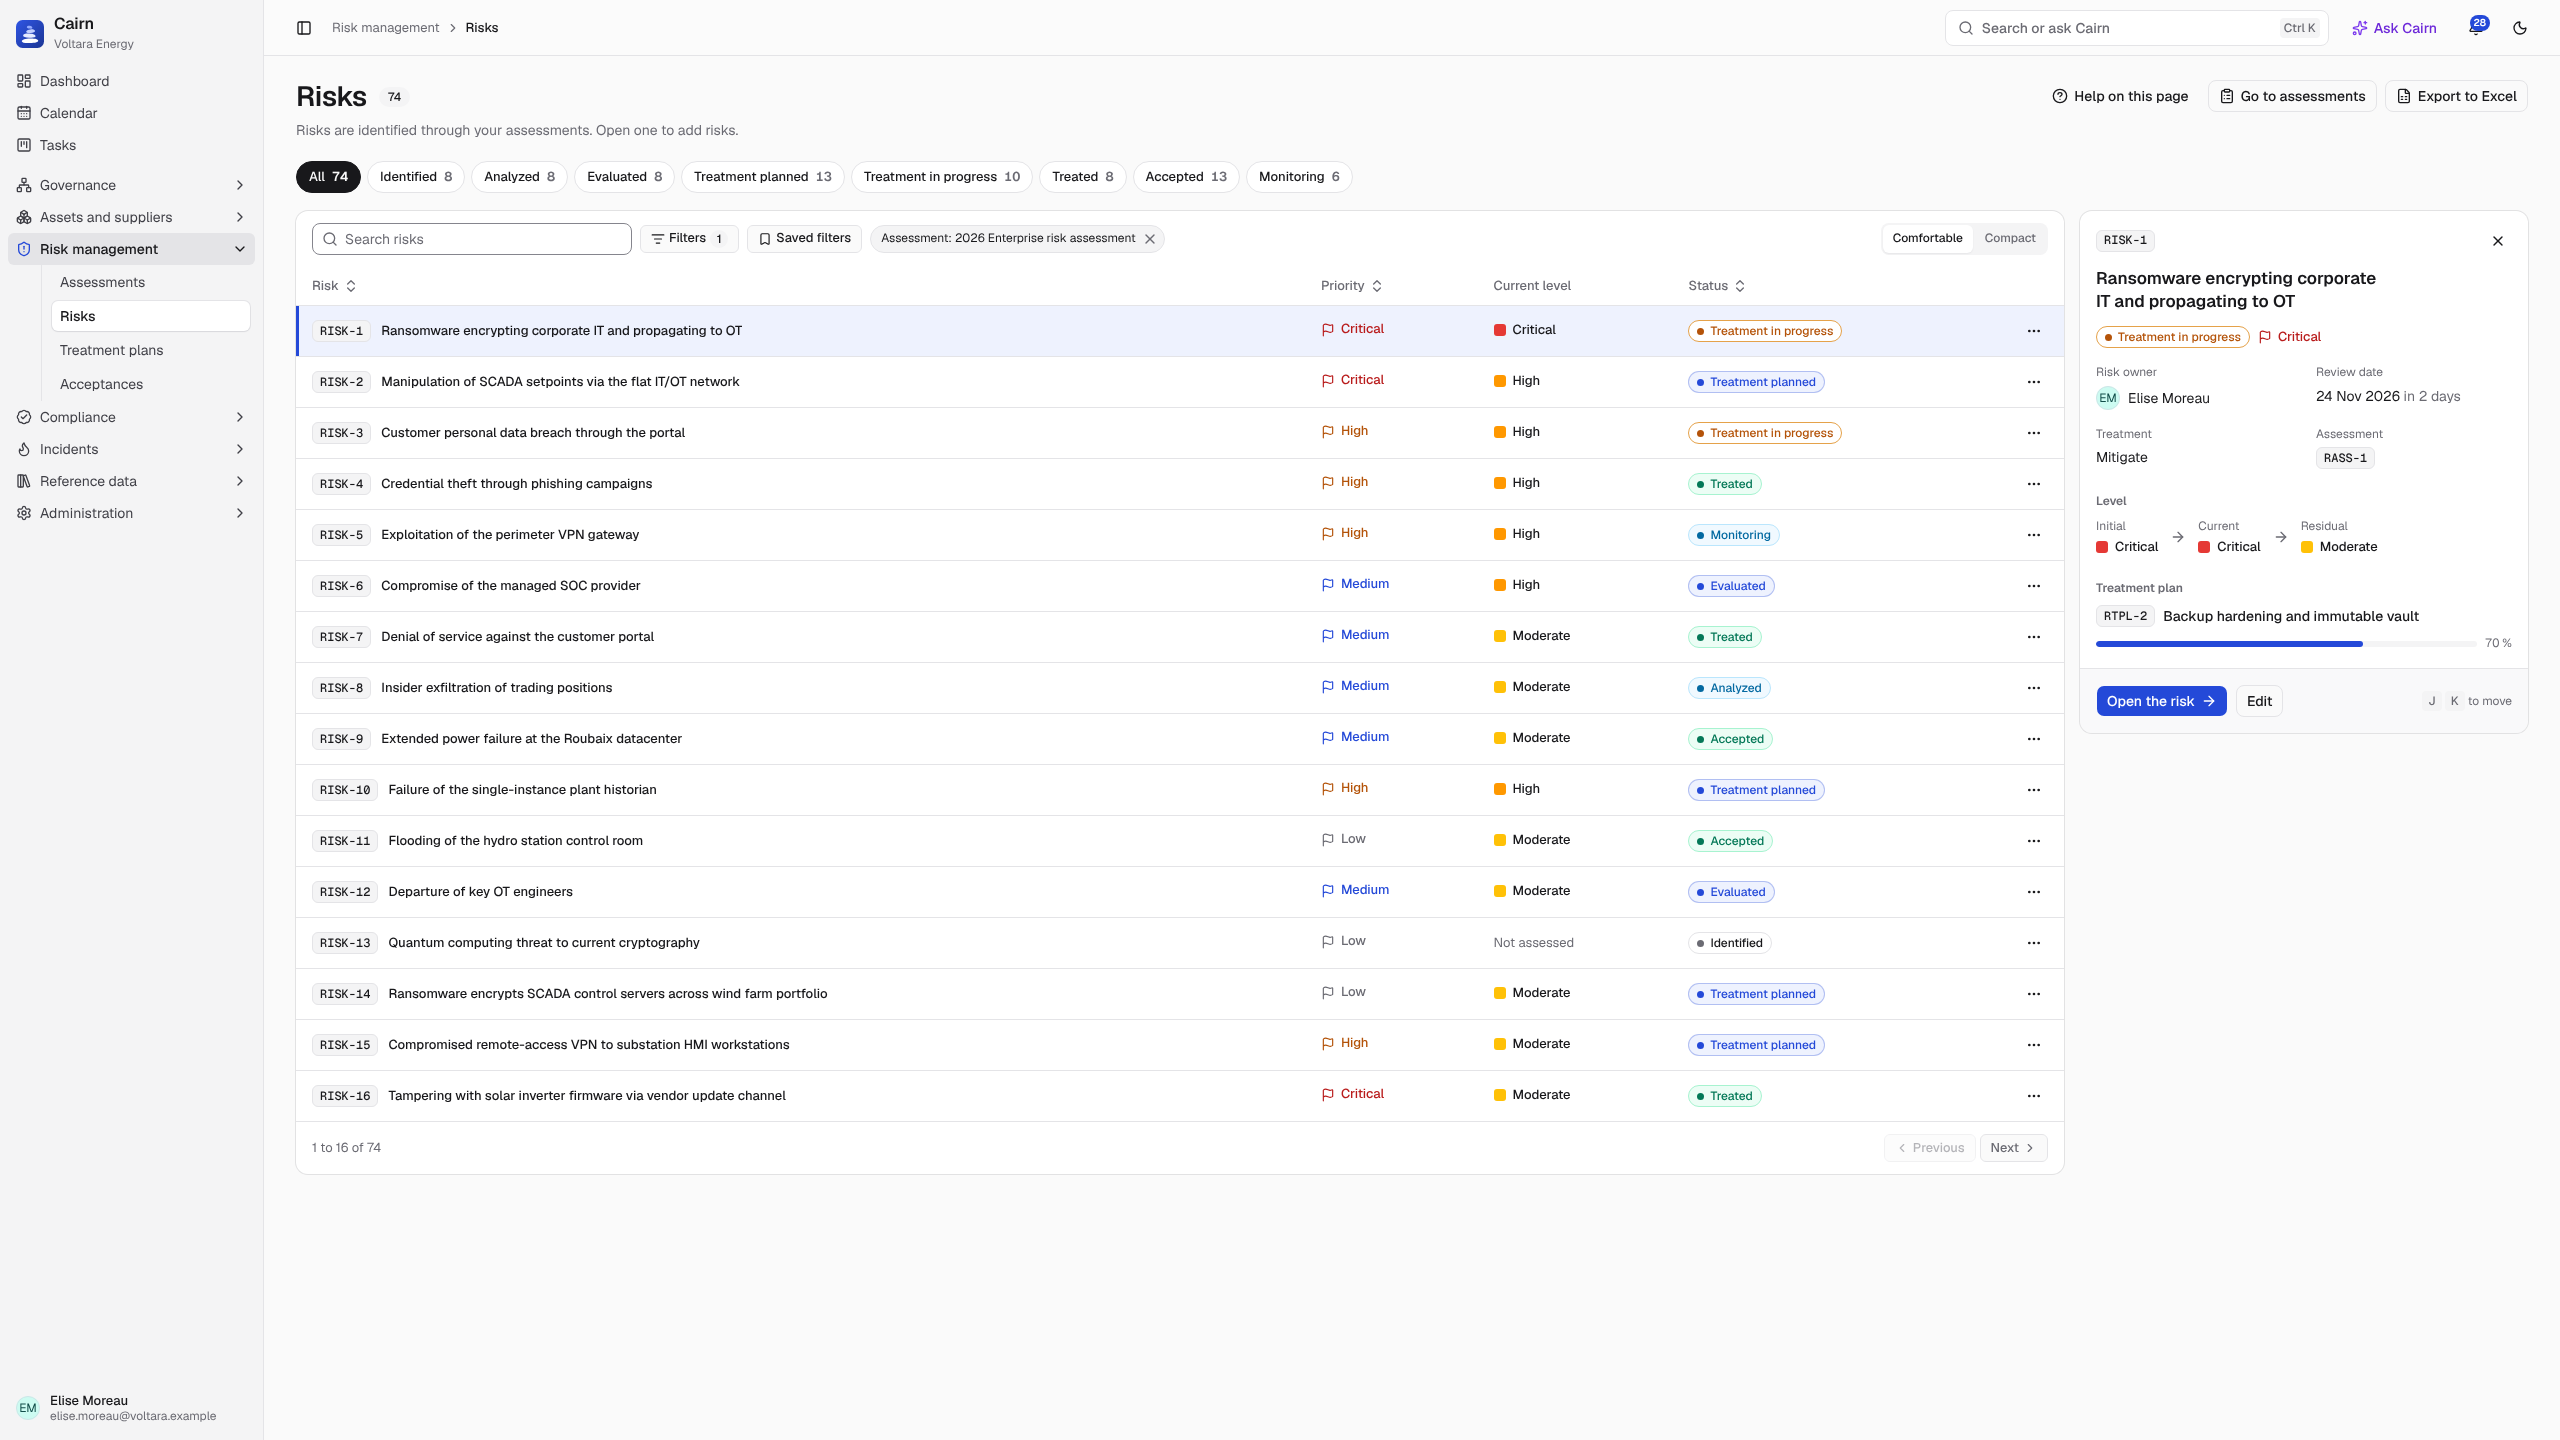 Cairn
Voltara Energy
Dashboard
Calendar
Tasks
Governance
Assets and suppliers
Risk management
Assessments
Risks
Treatment plans
Acceptances
Compliance
Incidents
Reference data
Administration
Elise Moreau
EM
elise.moreau@voltara.example
Risk management > Risks
Search or ask Cairn Ctrl K
Ask Cairn
28
Risks 74
Risks are identified through your assessments. Open one to add risks.
Help on this page
Go to assessments
Export to Excel
All 74
Identified 8
Analyzed 8
Evaluated 8
Treatment planned 13
Treatment in progress 10
Treated 8
Accepted 13
Monitoring 6
Search risks
Filters 1
Saved filters
Assessment: 2026 Enterprise risk assessment
Comfortable
Compact
Risk Priority Current level Status
RISK-1 Ransomware encrypting corporate IT and propagating to OT Critical Critical Treatment in progress
RISK-2 Manipulation of SCADA setpoints via the flat IT/OT network Critical High Treatment planned
RISK-3 Customer personal data breach through the portal High High Treatment in progress
RISK-4 Credential theft through phishing campaigns High High Treated
RISK-5 Exploitation of the perimeter VPN gateway High High Monitoring
RISK-6 Compromise of the managed SOC provider Medium High Evaluated
RISK-7 Denial of service against the customer portal Medium Moderate Treated
RISK-8 Insider exfiltration of trading positions Medium Moderate Analyzed
RISK-9 Extended power failure at the Roubaix datacenter Medium Moderate Accepted
RISK-10 Failure of the single-instance plant historian High High Treatment planned
RISK-11 Flooding of the hydro station control room Low Moderate Accepted
RISK-12 Departure of key OT engineers Medium Moderate Evaluated
RISK-13 Quantum computing threat to current cryptography Low Not assessed Identified
RISK-14 Ransomware encrypts SCADA control servers across wind farm portfolio Low Moderate Treatment planned
RISK-15 Compromised remote-access VPN to substation HMI workstations High Moderate Treatment planned
RISK-16 Tampering with solar inverter firmware via vendor update channel Critical Moderate Treated
1 to 16 of 74
Previous
Next
RISK-1
Ransomware encrypting corporate
IT and propagating to OT
Treatment in progress Critical
Risk owner Review date
EM Elise Moreau 24 Nov 2026 in 2 days
Treatment Assessment
Mitigate RASS-1
Level
Initial Current Residual
Critical Critical Moderate
Treatment plan
RTPL-2 Backup hardening and immutable vault
70 %
Open the risk
Edit
J K to move